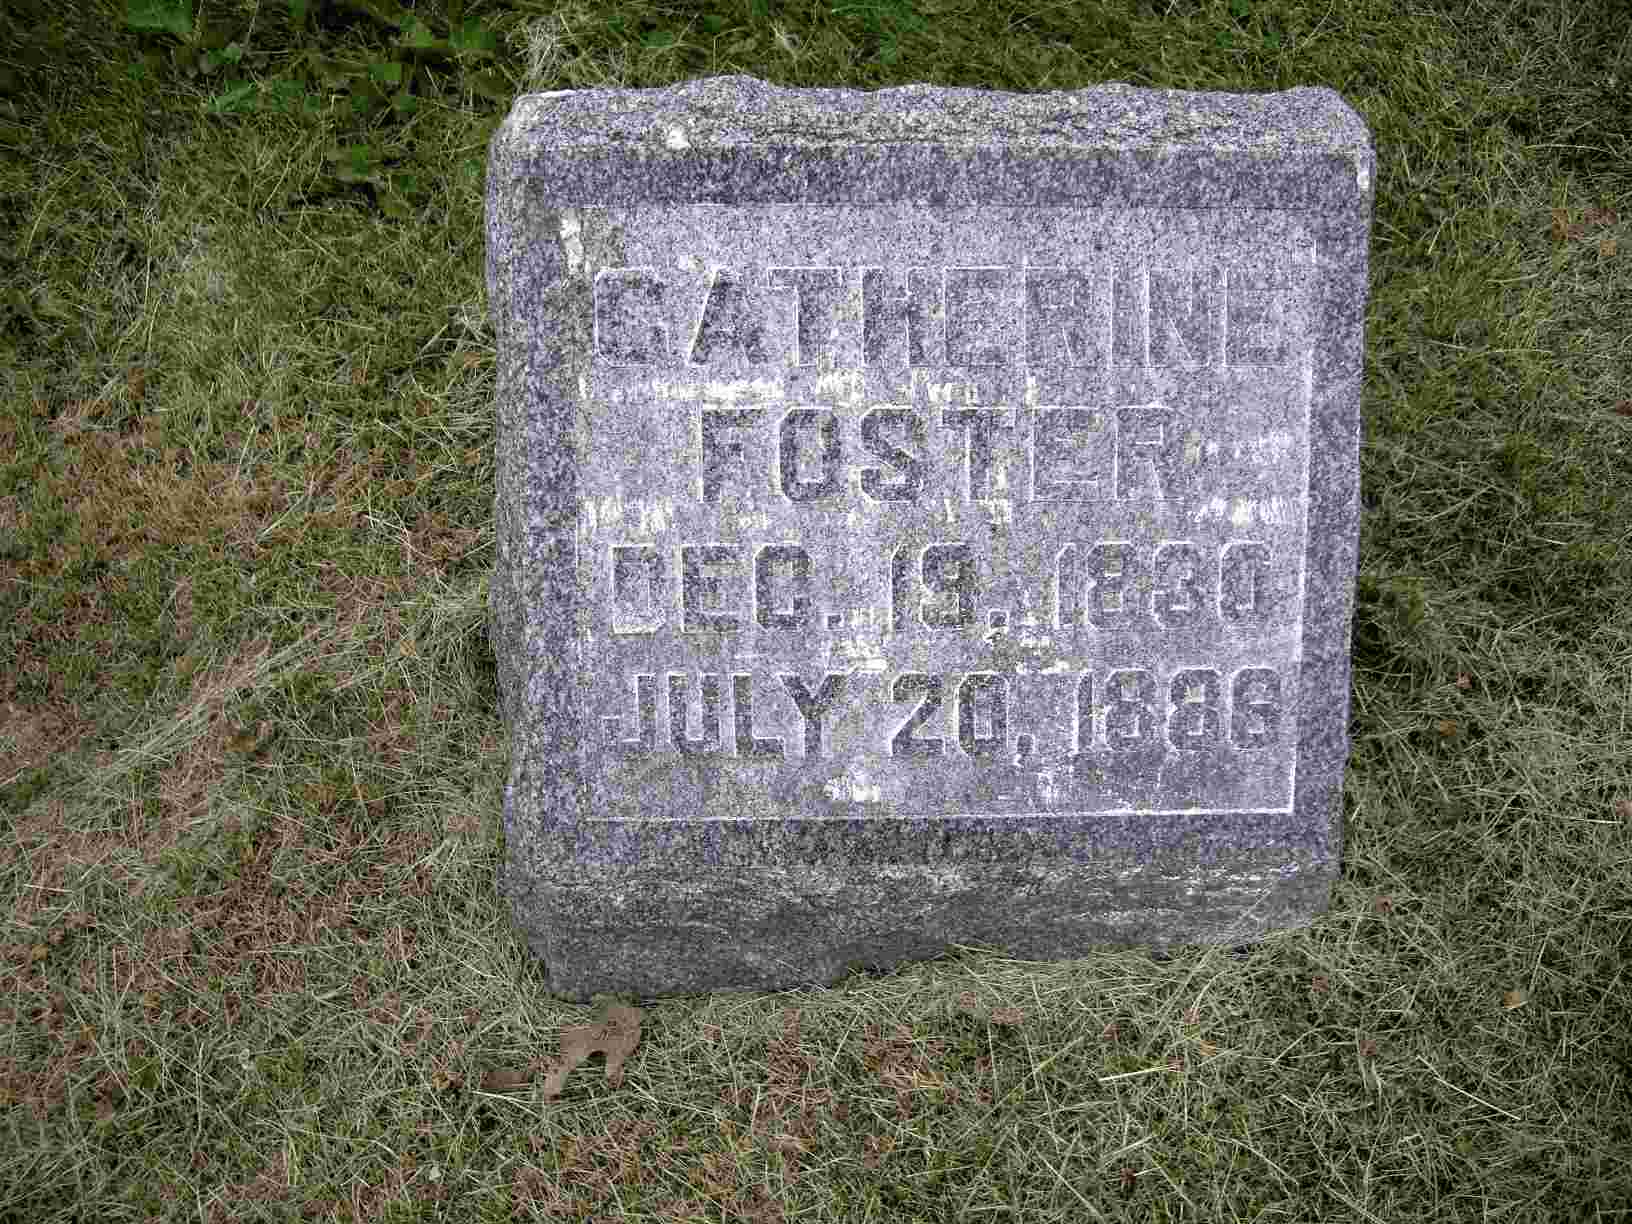 CATHERINE
FOSTER
DEC. 19, 1830
JULY 20, 1886